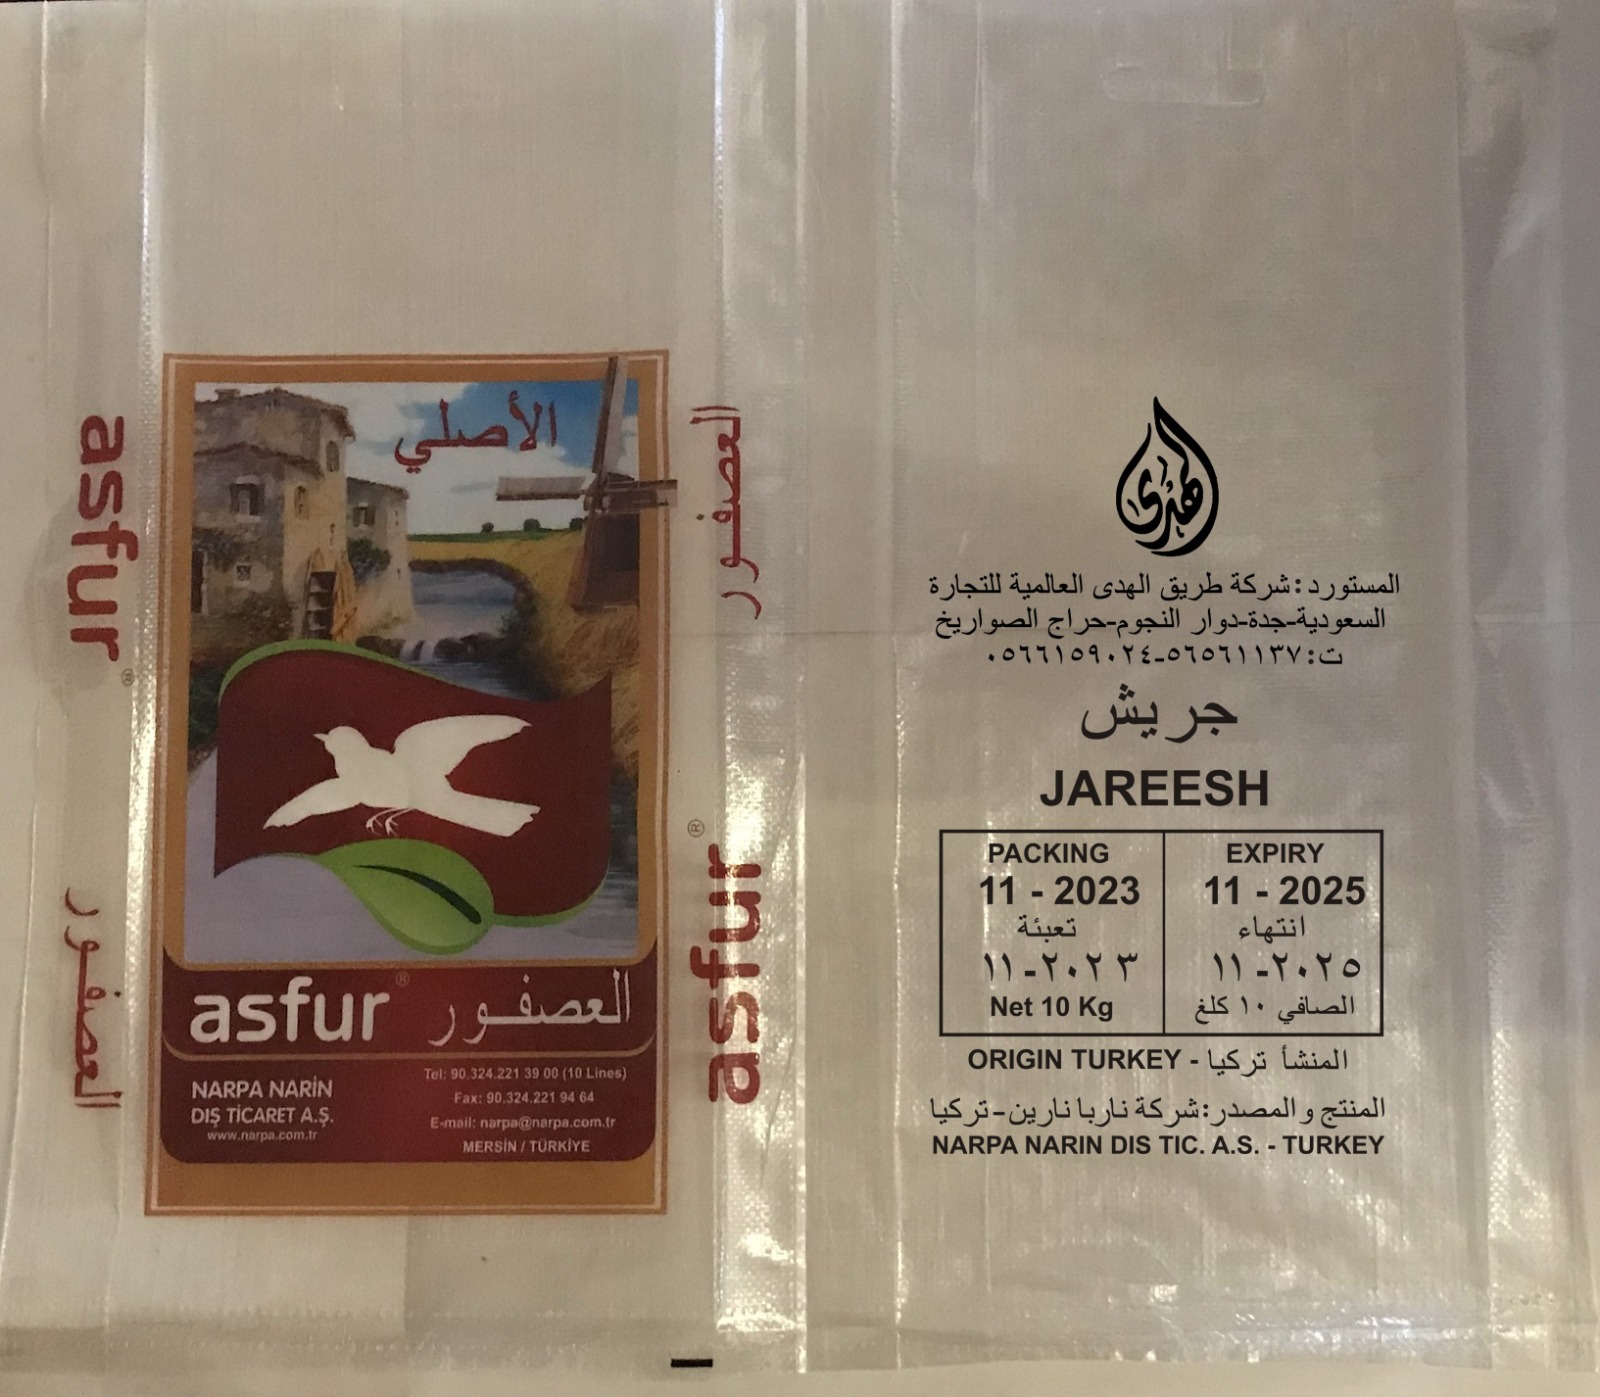 asfur®
العصفور
الأصلي
asfur® العصفور
NARPA NARİN
DIŞ TİCARET A.Ş.
www.narpa.com.tr
Tel: 90.324.221 39 00 (10 Lines)
Fax: 90.324.221 94 64
E-mail: narpa@narpa.com.tr
MERSİN / TÜRKİYE
العصفور
asfur®
الهدى
المستورد: شركة طريق الهدى العالمية للتجارة
السعودية-جدة-دوار النجوم-حراج الصواريخ
ت: ٠٥٦٦١٥٩٠٢٤-٥٦٥٦١١٣٧
جريش
JAREESH
PACKING
11 - 2023
تعبئة
١١-٢٠٢٣
Net 10 Kg
EXPIRY
11 - 2025
انتهاء
١١-٢٠٢٥
الصافي ١٠ كلغ
ORIGIN TURKEY - المنشأ تركيا
المنتج و المصدر: شركة ناربا نارين-تركيا
NARPA NARIN DIS TIC. A.S. - TURKEY